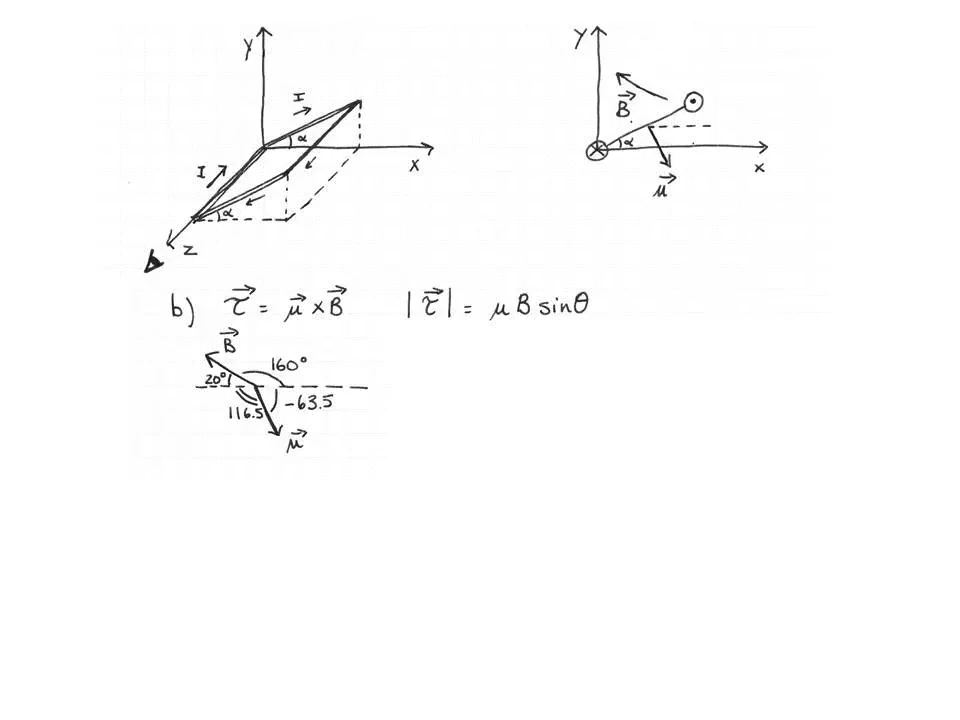 Y
Y
I
α
B⃗
I
α
X
α
x
μ⃗
Z
b) τ⃗ = μ⃗ × B⃗ |τ⃗| = μ B sinθ
B⃗
160°
20°
116.5 -63.5
μ⃗